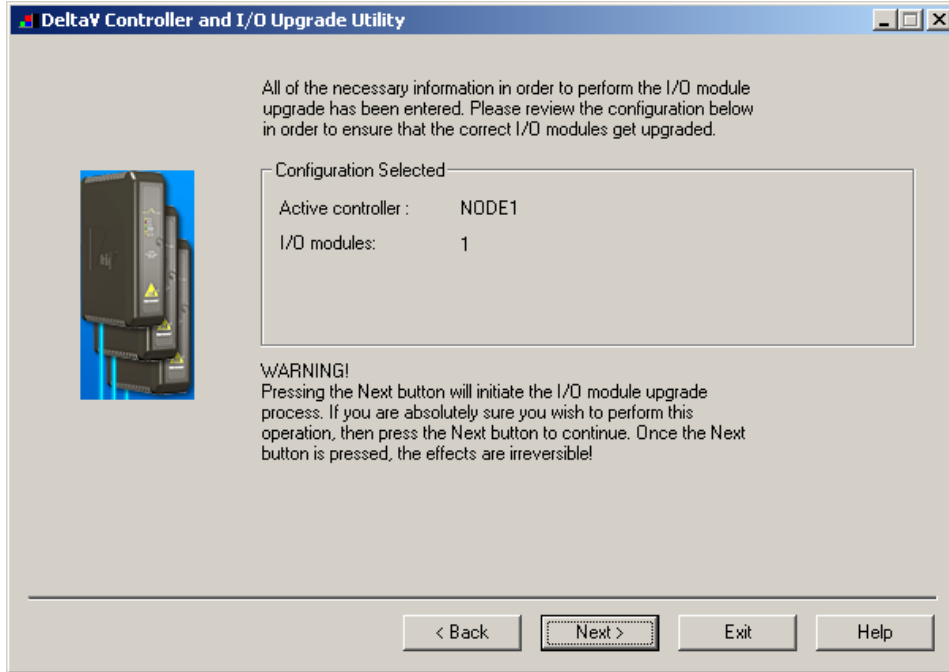 DeltaV Controller and I/O Upgrade Utility
All of the necessary information in order to perform the I/O module
upgrade has been entered. Please review the configuration below
in order to ensure that the correct I/O modules get upgraded.
Configuration Selected
Active controller : NODE1
I/O modules: 1
WARNING!
Pressing the Next button will initiate the I/O module upgrade
process. If you are absolutely sure you wish to perform this
operation, then press the Next button to continue. Once the Next
button is pressed, the effects are irreversible!
< Back Next > Exit Help